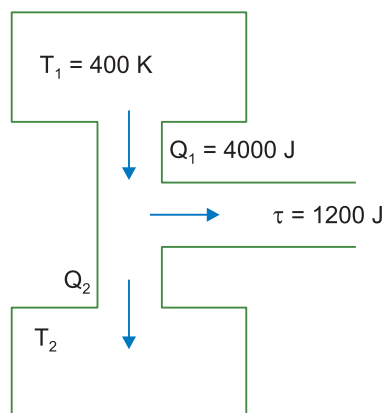 T₁ = 400 K
Q₁ = 4000 J
τ = 1200 J
Q₂
T₂